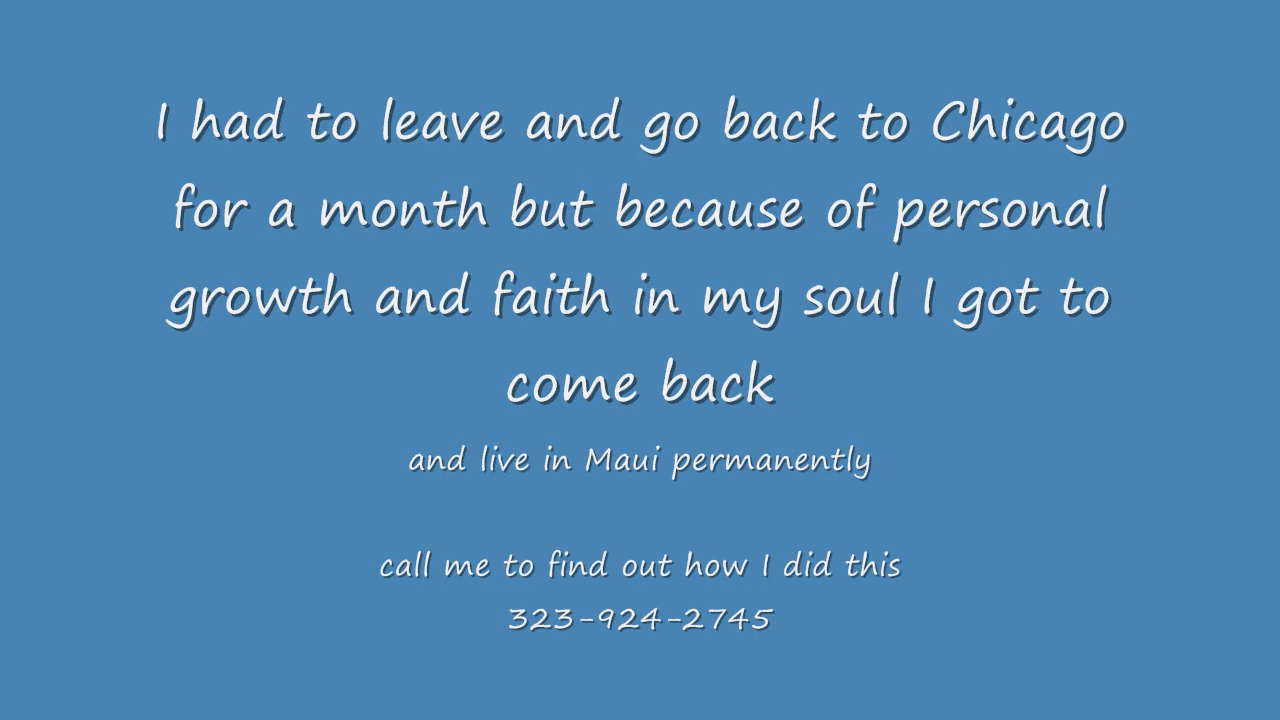 I had to leave and go back to Chicago
for a month but because of personal
growth and faith in my soul I got to
come back
and live in Maui permanently
call me to find out how I did this
323-924-2745